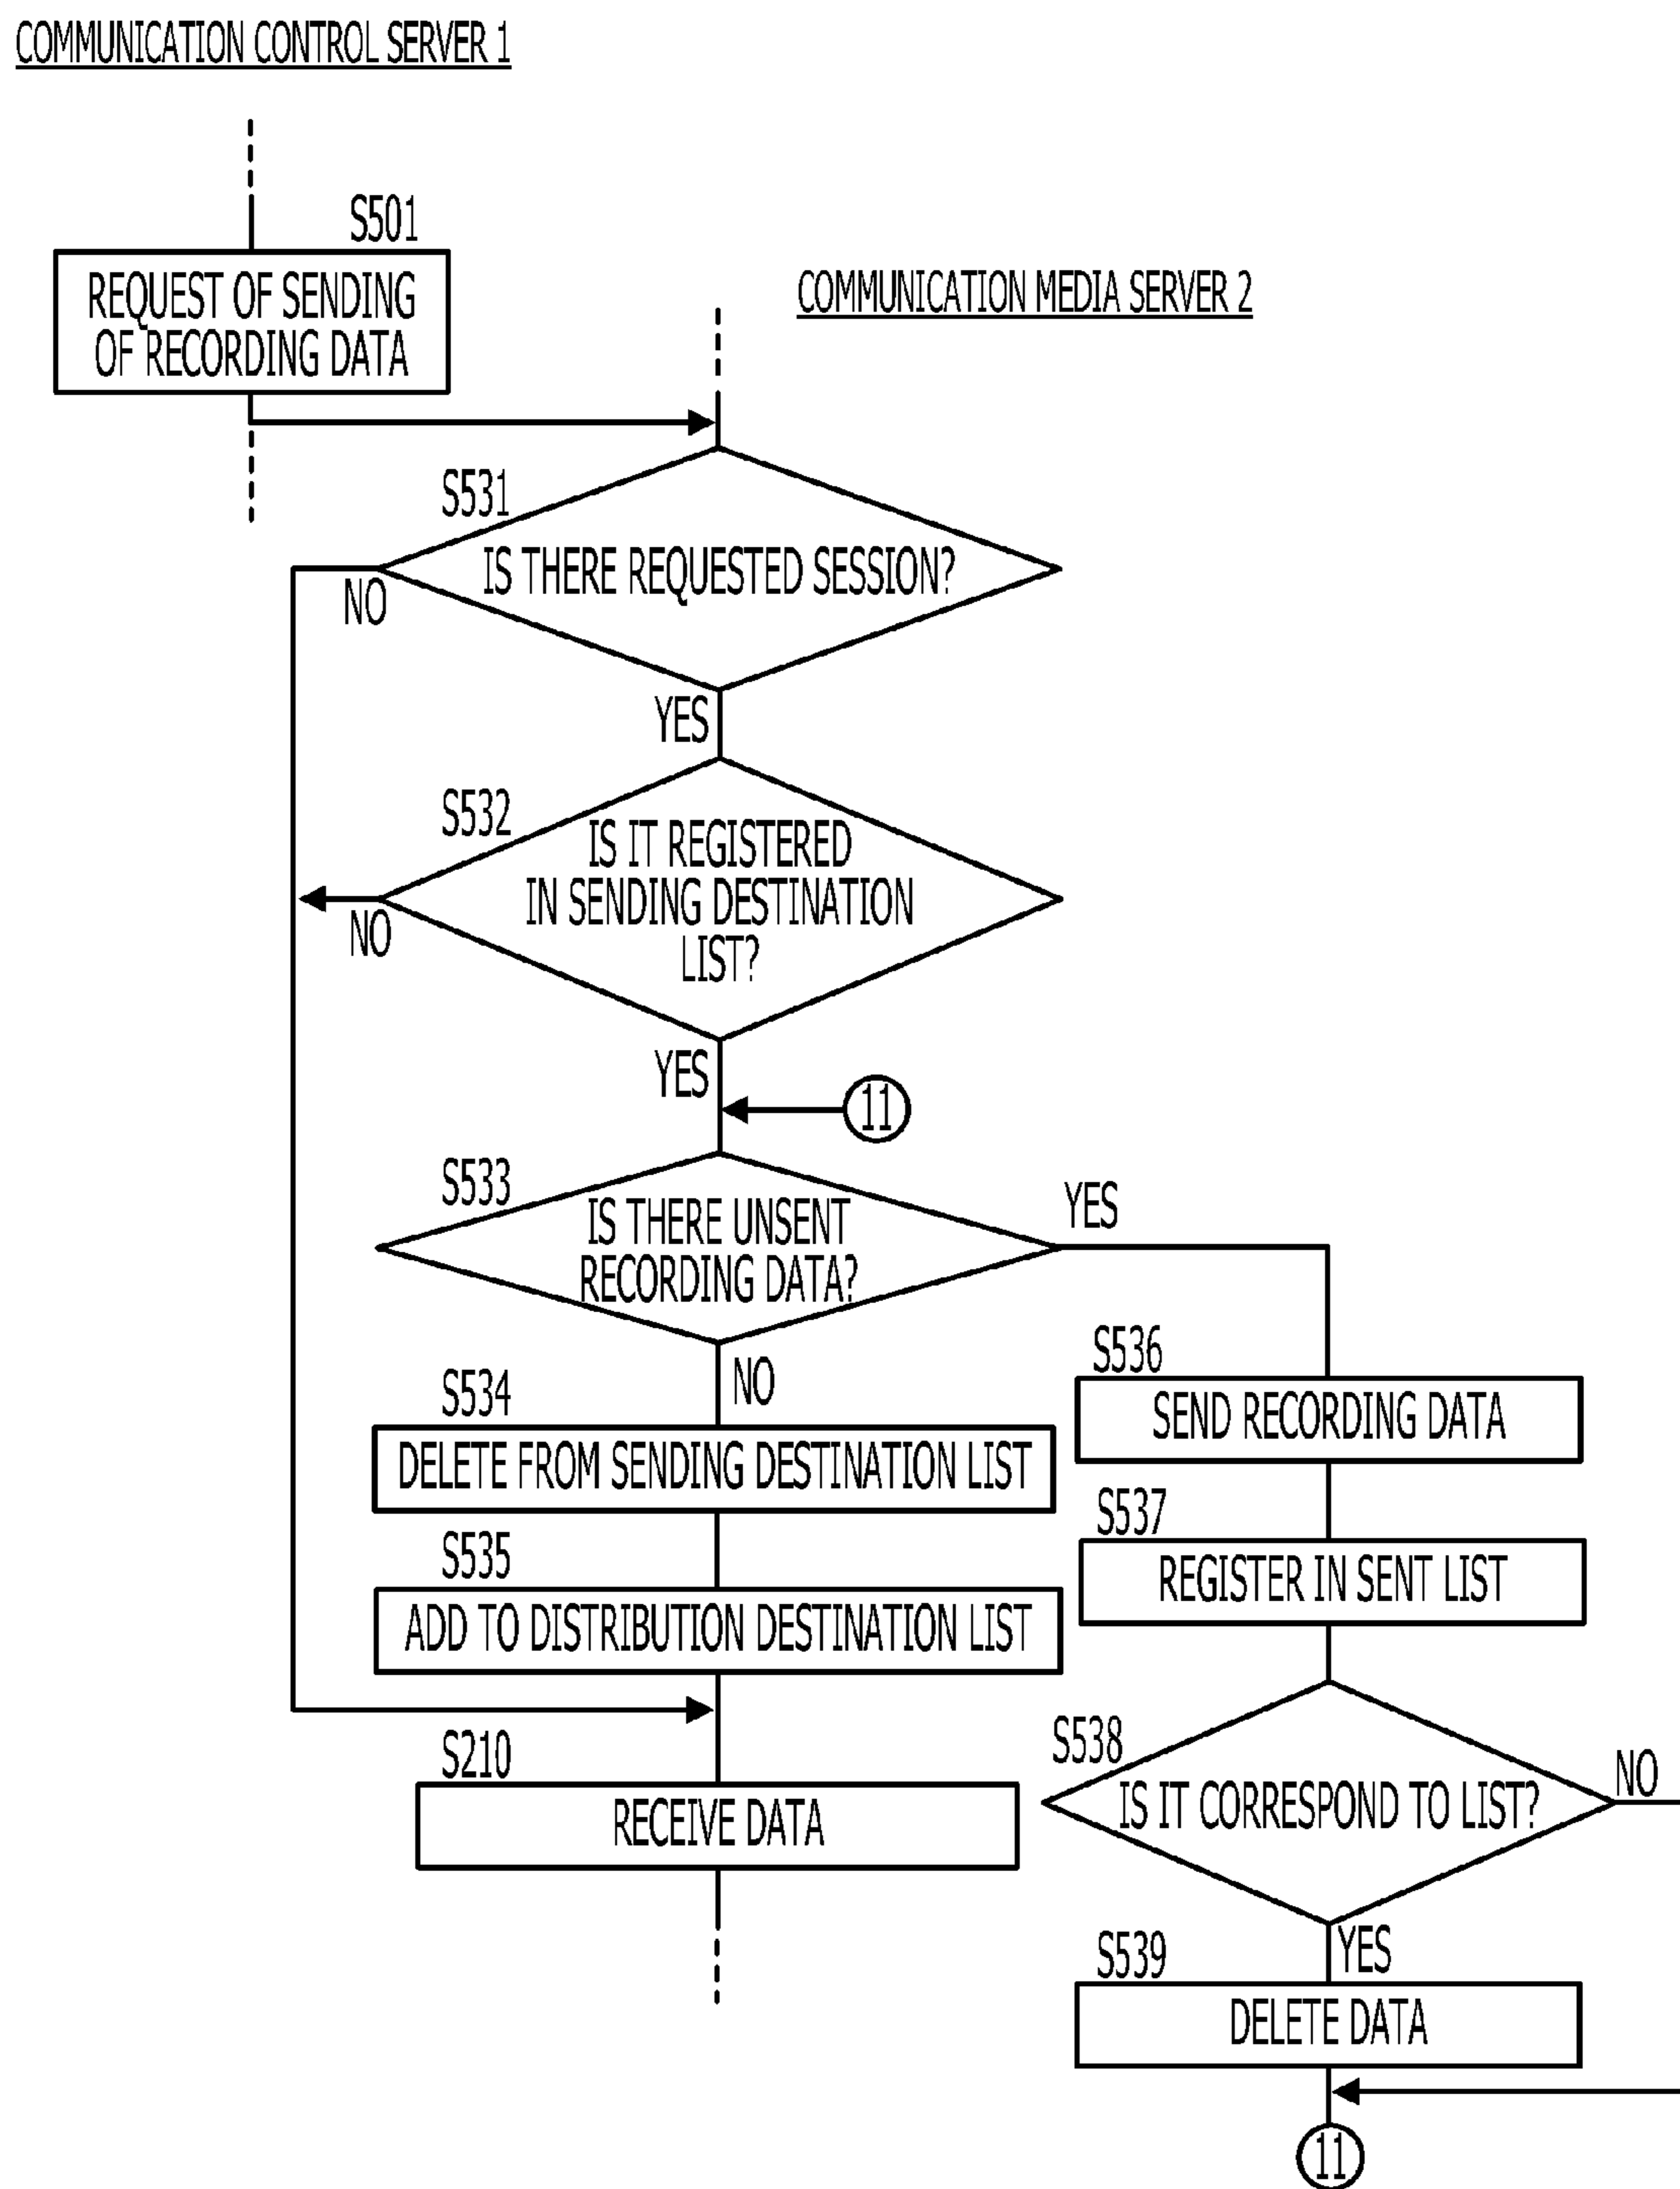 COMMUNICATION CONTROL SERVER 1
S501
REQUEST OF SENDING
OF RECORDING DATA
COMMUNICATION MEDIA SERVER 2
S531
IS THERE REQUESTED SESSION?
NO
YES
S532
IS IT REGISTERED
IN SENDING DESTINATION
LIST?
NO
YES
11
S533
IS THERE UNSENT
RECORDING DATA?
YES
NO
S534
DELETE FROM SENDING DESTINATION LIST
S535
ADD TO DISTRIBUTION DESTINATION LIST
S210
RECEIVE DATA
S536
SEND RECORDING DATA
S537
REGISTER IN SENT LIST
S538
IS IT CORRESPOND TO LIST?
NO
YES
S539
DELETE DATA
11